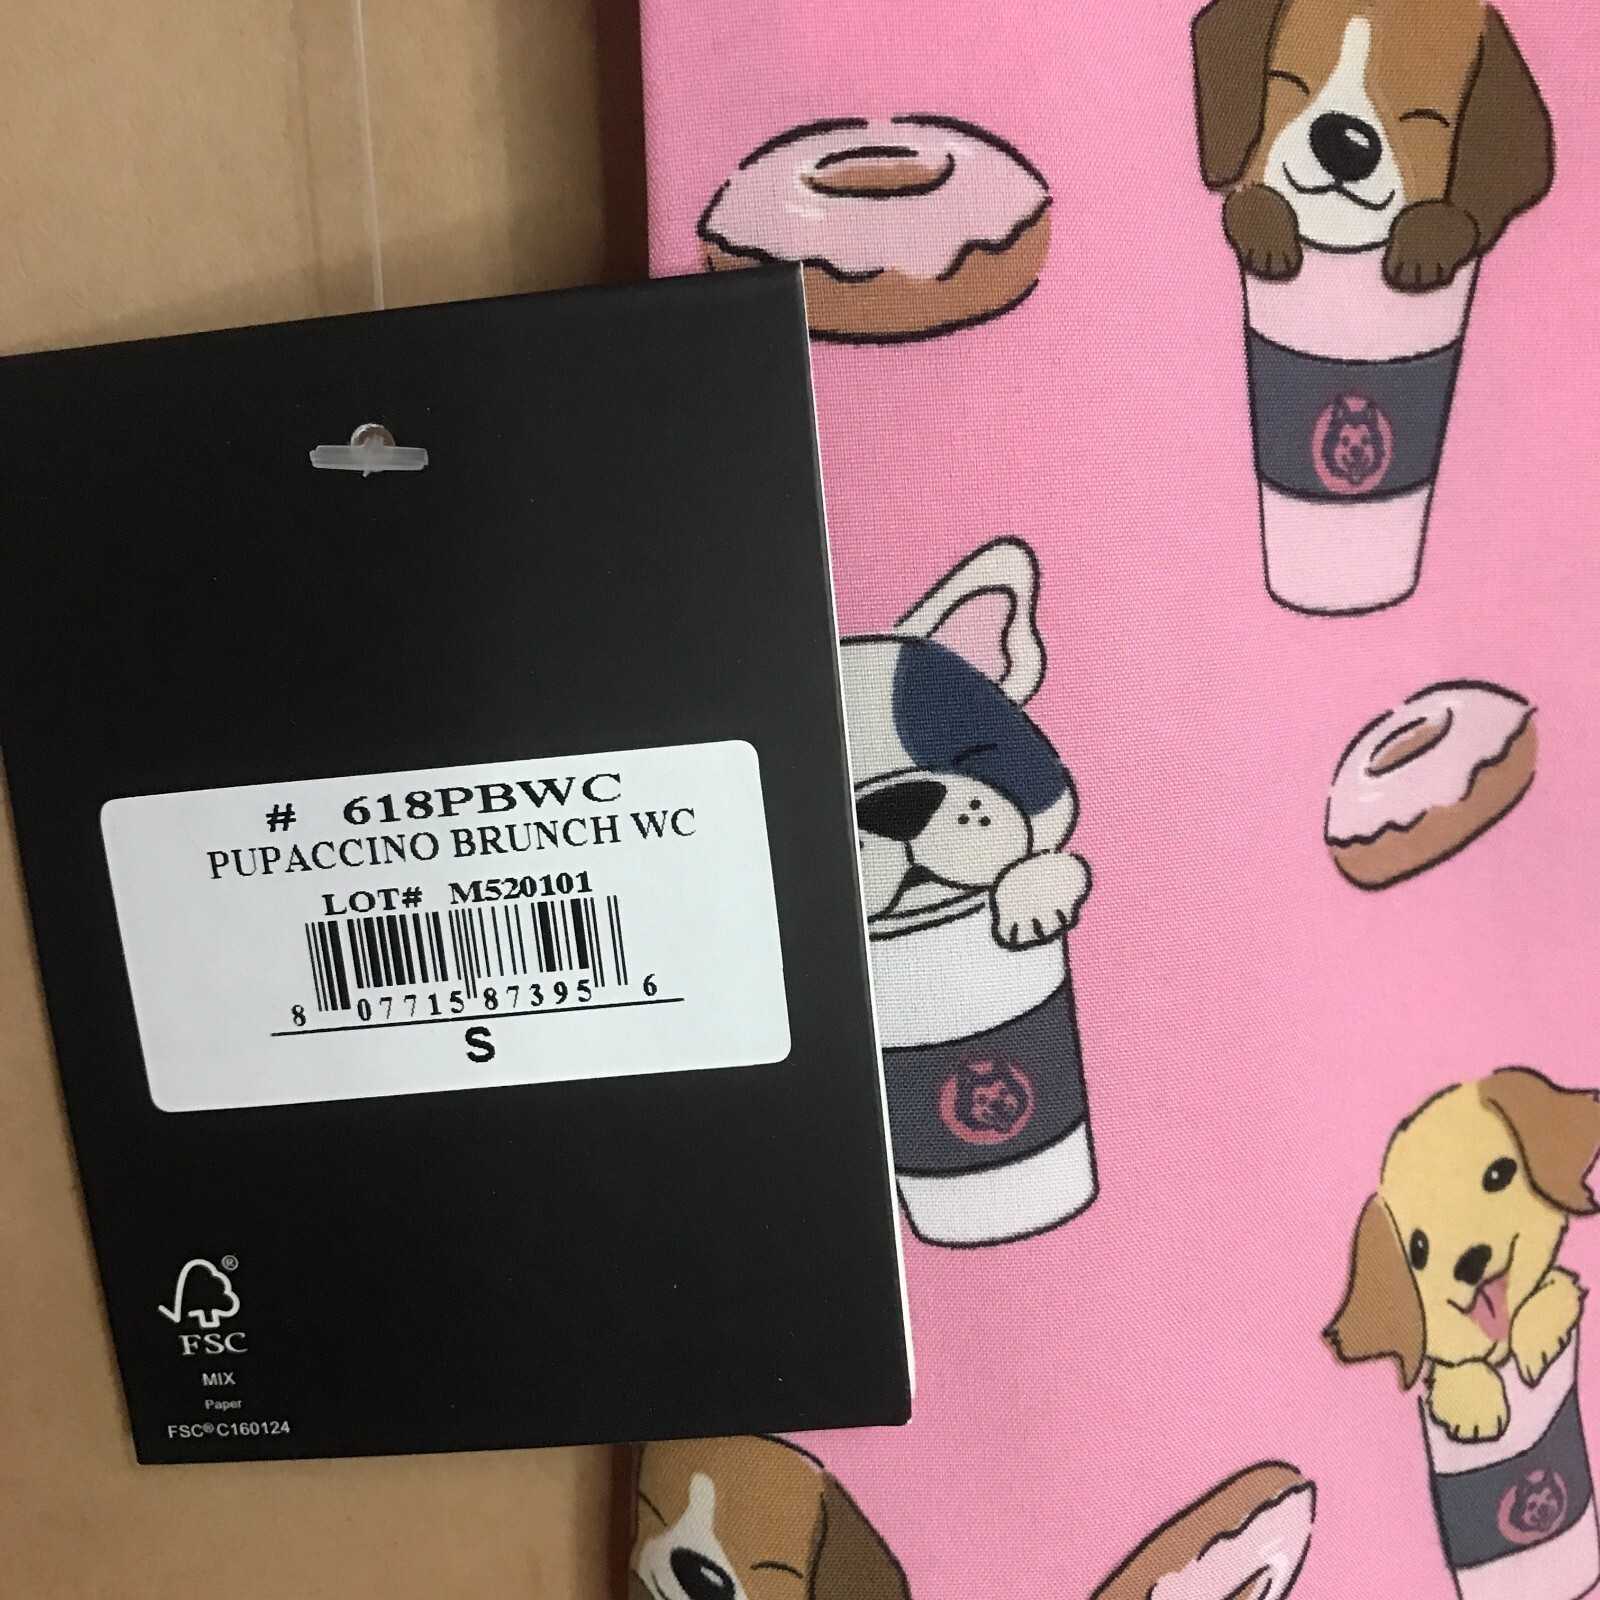 # 618PBWC
PUPACCINO BRUNCH WC
LOT# M520101
8 07715 87395 6
S
®
FSC
MIX
Paper
FSC® C160124